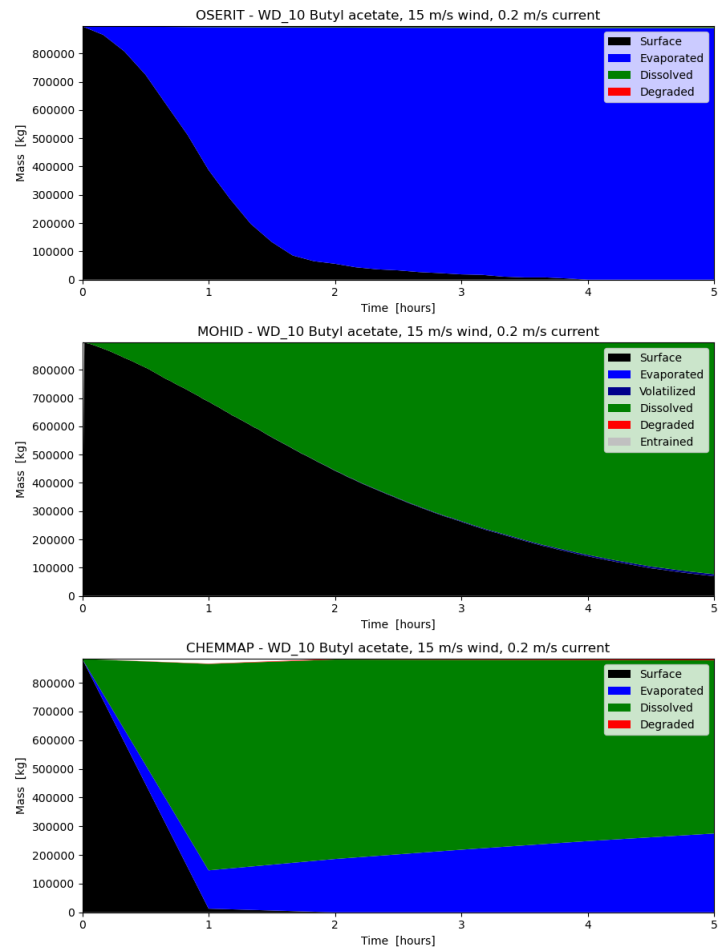 OSERIT - WD_10 Butyl acetate, 15 m/s wind, 0.2 m/s current
Surface
Evaporated
Dissolved
Degraded
800000
700000
600000
500000
400000
300000
200000
100000
0
Mass [kg]
0 1 2 3 4 5
Time [hours]
MOHID - WD_10 Butyl acetate, 15 m/s wind, 0.2 m/s current
Surface
Evaporated
Volatilized
Dissolved
Degraded
Entrained
800000
700000
600000
500000
400000
300000
200000
100000
0
Mass [kg]
0 1 2 3 4 5
Time [hours]
CHEMMAP - WD_10 Butyl acetate, 15 m/s wind, 0.2 m/s current
Surface
Evaporated
Dissolved
Degraded
800000
700000
600000
500000
400000
300000
200000
100000
0
Mass [kg]
0 1 2 3 4 5
Time [hours]